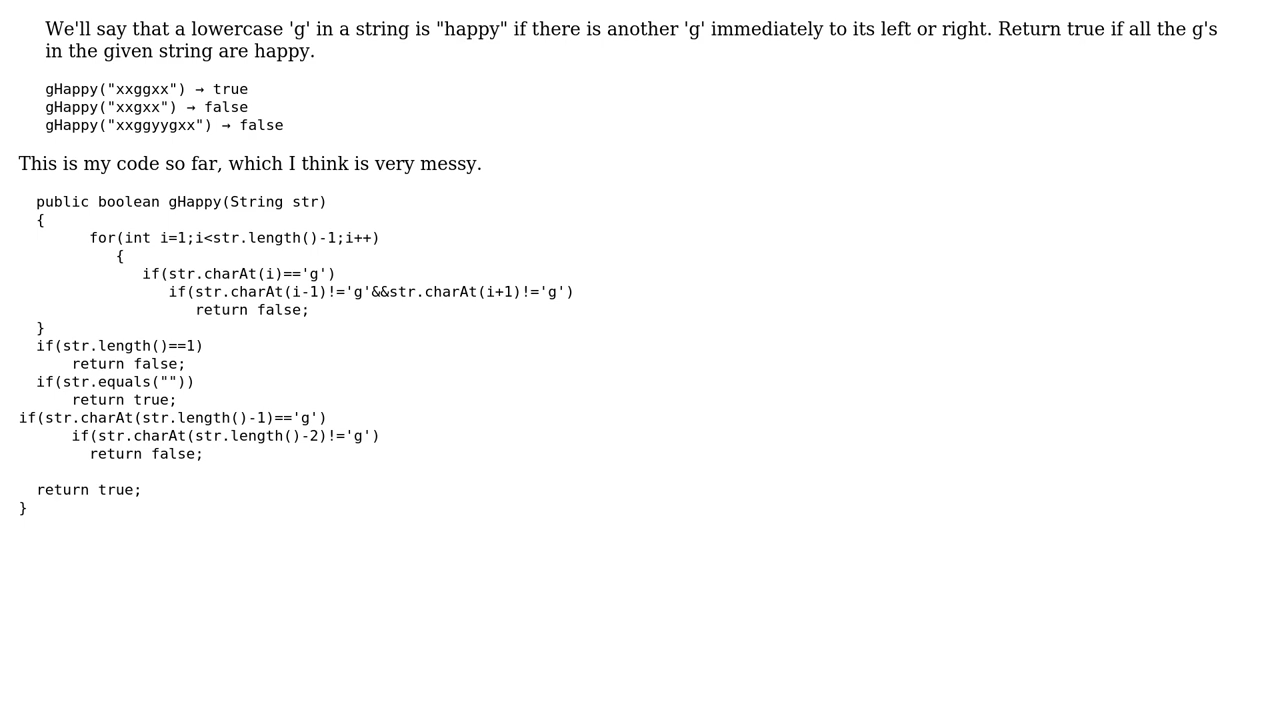 We'll say that a lowercase 'g' in a string is "happy" if there is another 'g' immediately to its left or right. Return true if all the g's
in the given string are happy.
gHappy("xxggxx") → true
gHappy("xxgxx") → false
gHappy("xxggyygxx") → false
This is my code so far, which I think is very messy.
public boolean gHappy(String str)
{
for(int i=1;i<str.length()-1;i++)
{
if(str.charAt(i)=='g')
if(str.charAt(i-1)!='g'&&str.charAt(i+1)!='g')
return false;
}
if(str.length()==1)
return false;
if(str.equals(""))
return true;
if(str.charAt(str.length()-1)=='g')
if(str.charAt(str.length()-2)!='g')
return false;
return true;
}